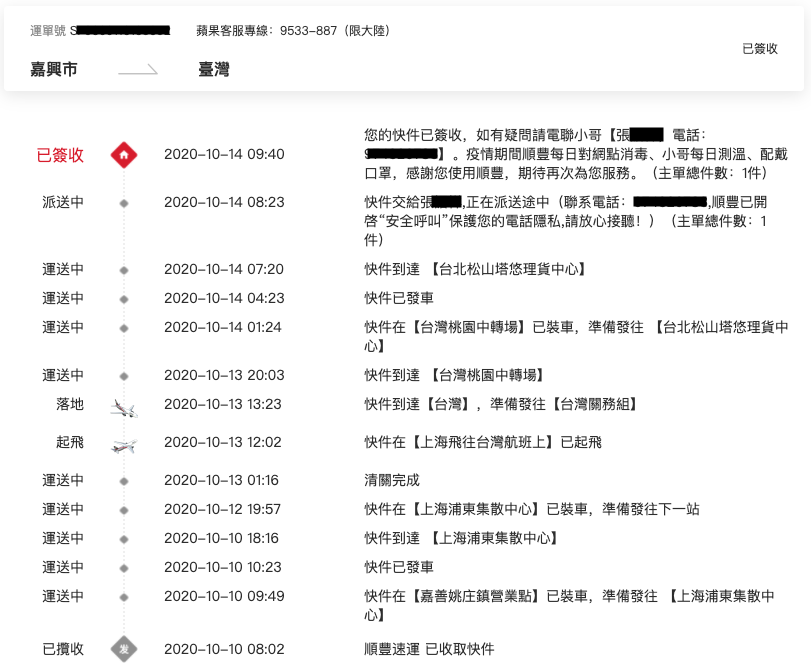 運單號 S
蘋果客服專線：9533-887（限大陸）
已簽收
嘉興市
臺灣
已簽收 2020-10-14 09:40 您的快件已簽收，如有疑問請電聯小哥【張 電話：
9 】。疫情期間順豐每日對網點消毒、小哥每日測溫、配戴
口罩，感謝您使用順豐，期待再次為您服務。（主單總件數：1件）
派送中 2020-10-14 08:23 快件交給張 ,正在派送途中（聯系電話： ,順豐已開
啓“安全呼叫”保護您的電話隱私,請放心接聽！）（主單總件數：1
件）
運送中 2020-10-14 07:20 快件到達 【台北松山塔悠理貨中心】
運送中 2020-10-14 04:23 快件已發車
運送中 2020-10-14 01:24 快件在【台灣桃園中轉場】已裝車，準備發往 【台北松山塔悠理貨中
心】
運送中 2020-10-13 20:03 快件到達 【台灣桃園中轉場】
落地 2020-10-13 13:23 快件到達【台灣】，準備發往【台灣關務組】
起飛 2020-10-13 12:02 快件在【上海飛往台灣航班上】已起飛
運送中 2020-10-13 01:16 清關完成
運送中 2020-10-12 19:57 快件在【上海浦東集散中心】已裝車，準備發往下一站
運送中 2020-10-10 18:16 快件到達 【上海浦東集散中心】
運送中 2020-10-10 10:23 快件已發車
運送中 2020-10-10 09:49 快件在【嘉善姚庄鎮營業點】已裝車，準備發往 【上海浦東集散中
心】
已攬收 发 2020-10-10 08:02 順豐速運 已收取快件